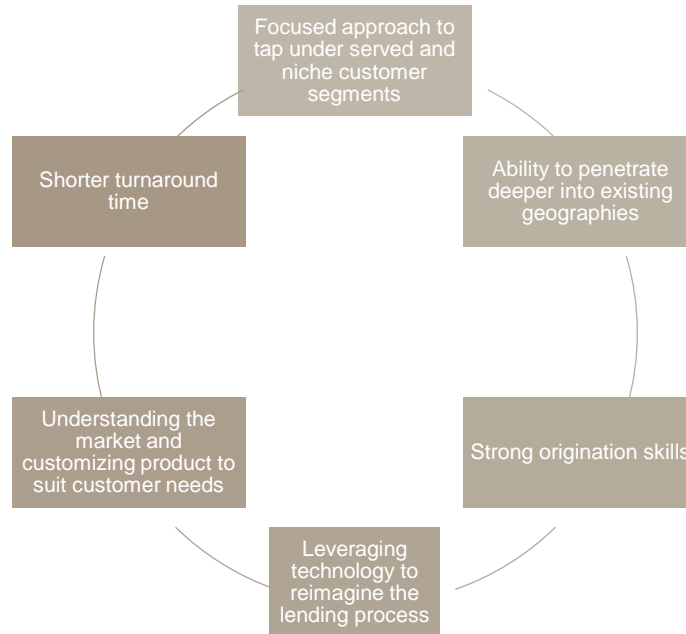 Focused approach to
tap under served and
niche customer
segments
Ability to penetrate
deeper into existing
geographies
Strong origination skills
Leveraging
technology to
reimagine the
lending process
Understanding the
market and
customizing product to
suit customer needs
Shorter turnaround
time